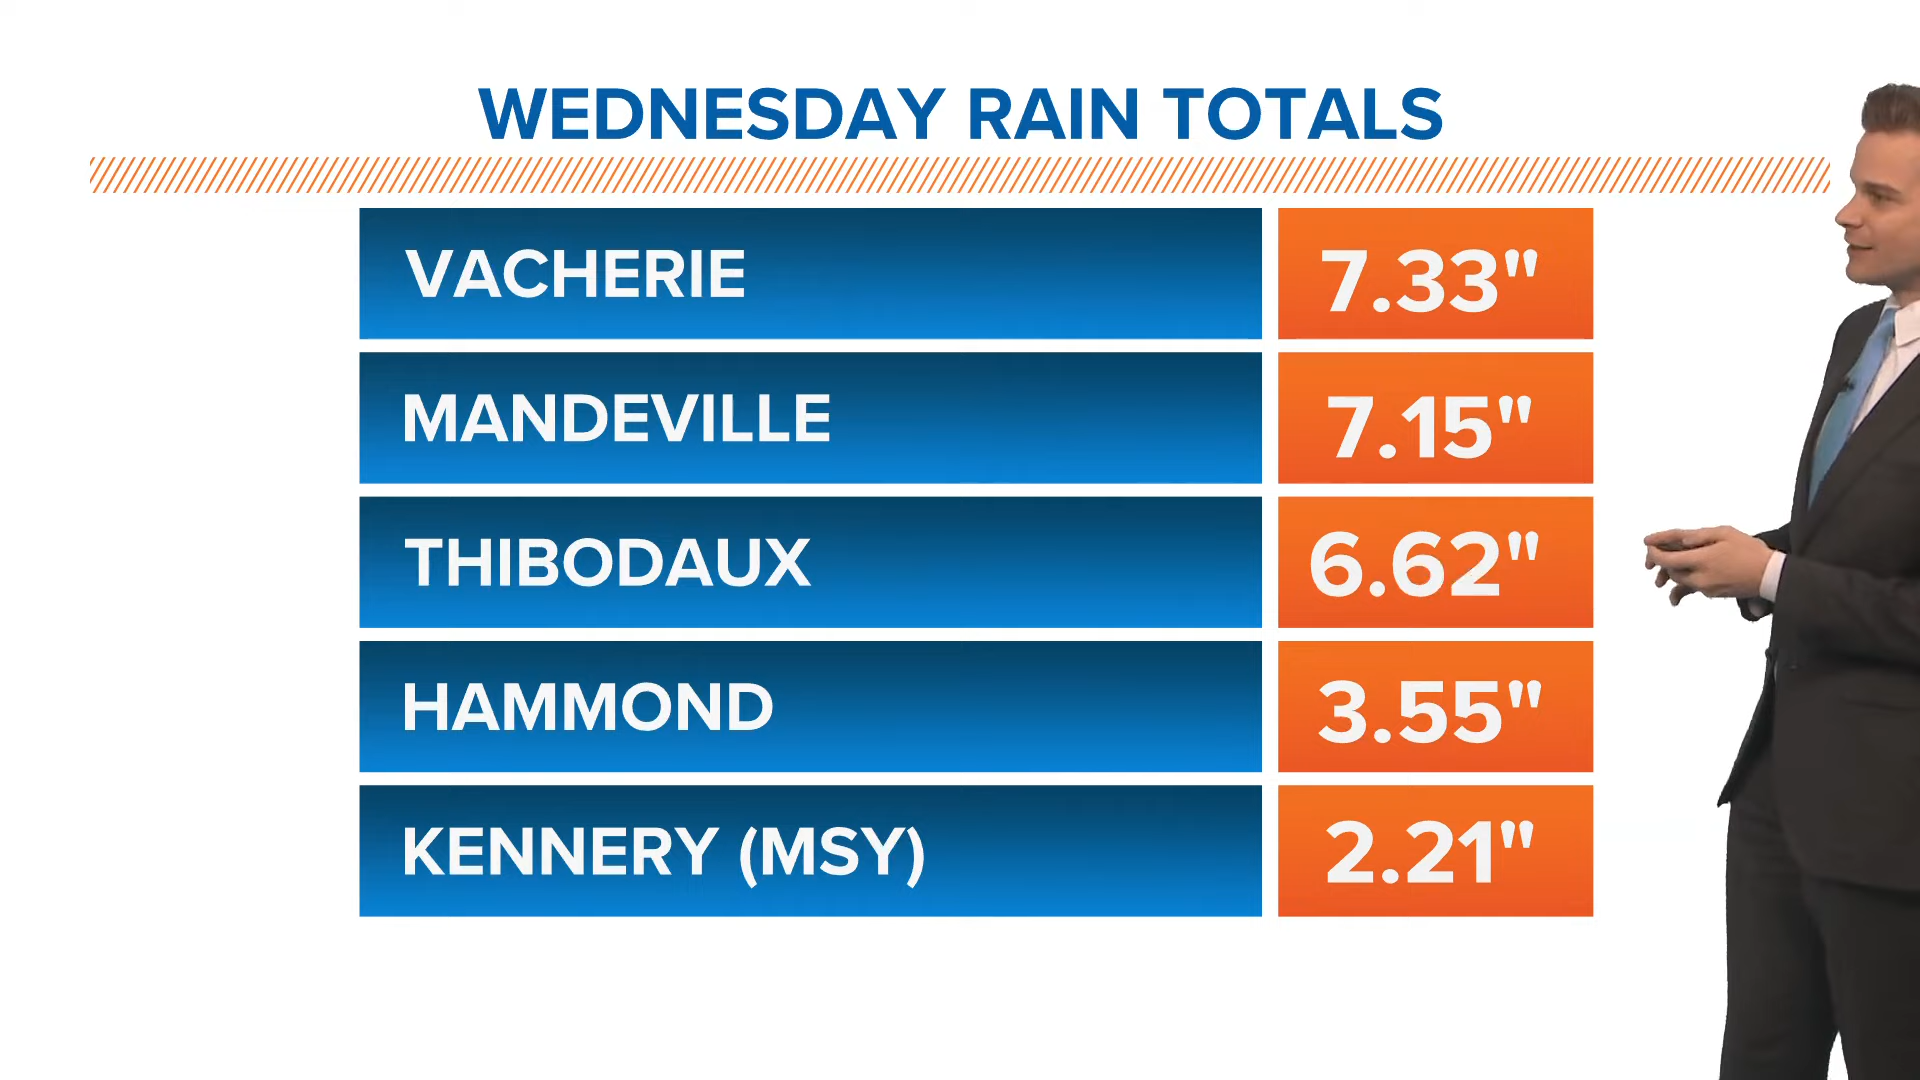 WEDNESDAY RAIN TOTALS
VACHERIE 7.33"
MANDEVILLE 7.15"
THIBODAUX 6.62"
HAMMOND 3.55"
KENNERY (MSY) 2.21"